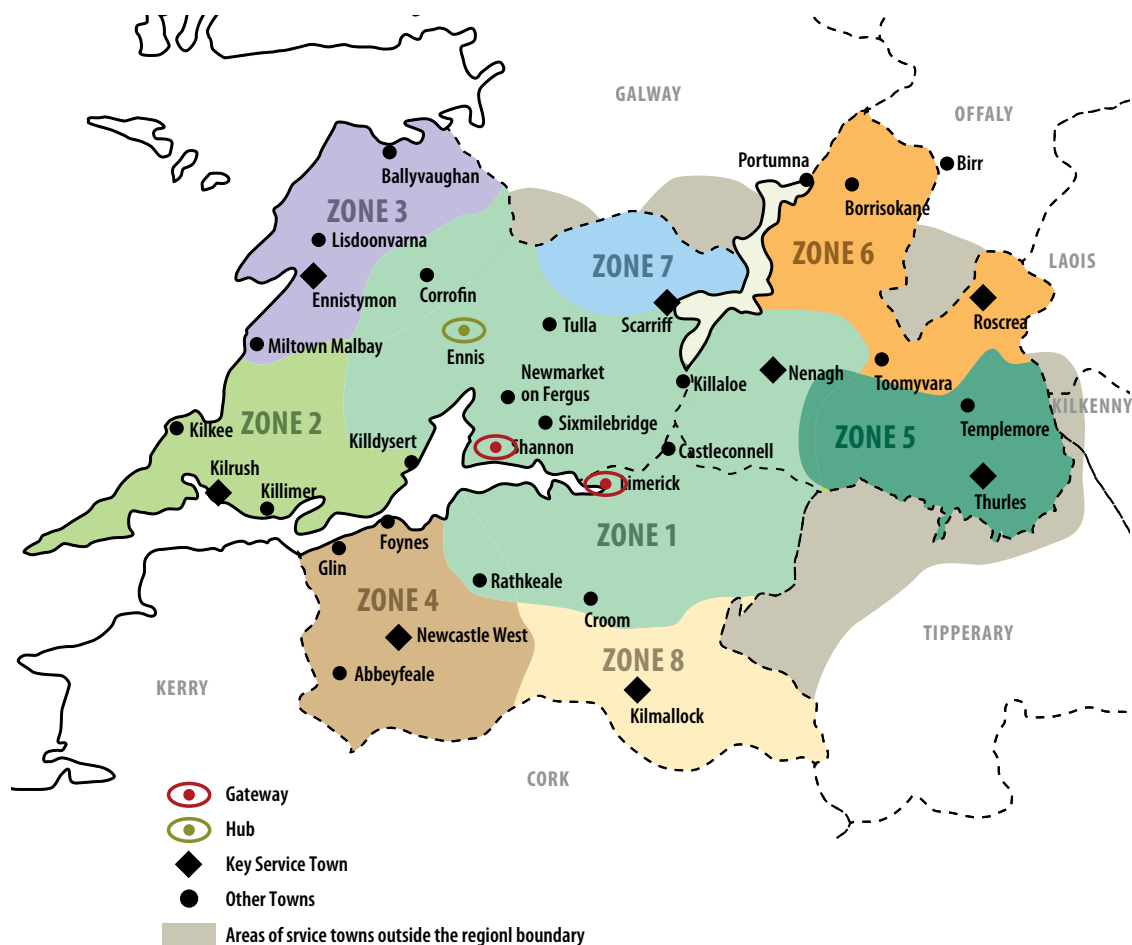 GALWAY
OFFALY
Portumna
Birr
Ballyvaughan
Borrisokane
ZONE 3
Lisdoonvarna
ZONE 7
ZONE 6
LAOIS
Ennistymon
Corrofin
Scarriff
Roscrea
Tulla
Miltown Malbay
Ennis
Newmarket
on Fergus
Killaloe
Nenagh
Toomyvara
KILKENNY
ZONE 2
Kilkee
Sixmilebridge
ZONE 5
Templemore
Killdysert
Shannon
Castleconnell
Kilrush
Killimer
Limerick
Thurles
Foynes
ZONE 1
Glin
Rathkeale
ZONE 4
Croom
Newcastle West
TIPPERARY
ZONE 8
Abbeyfeale
KERRY
Kilmallock
CORK
Gateway
Hub
Key Service Town
Other Towns
Areas of srvice towns outside the regionl boundary